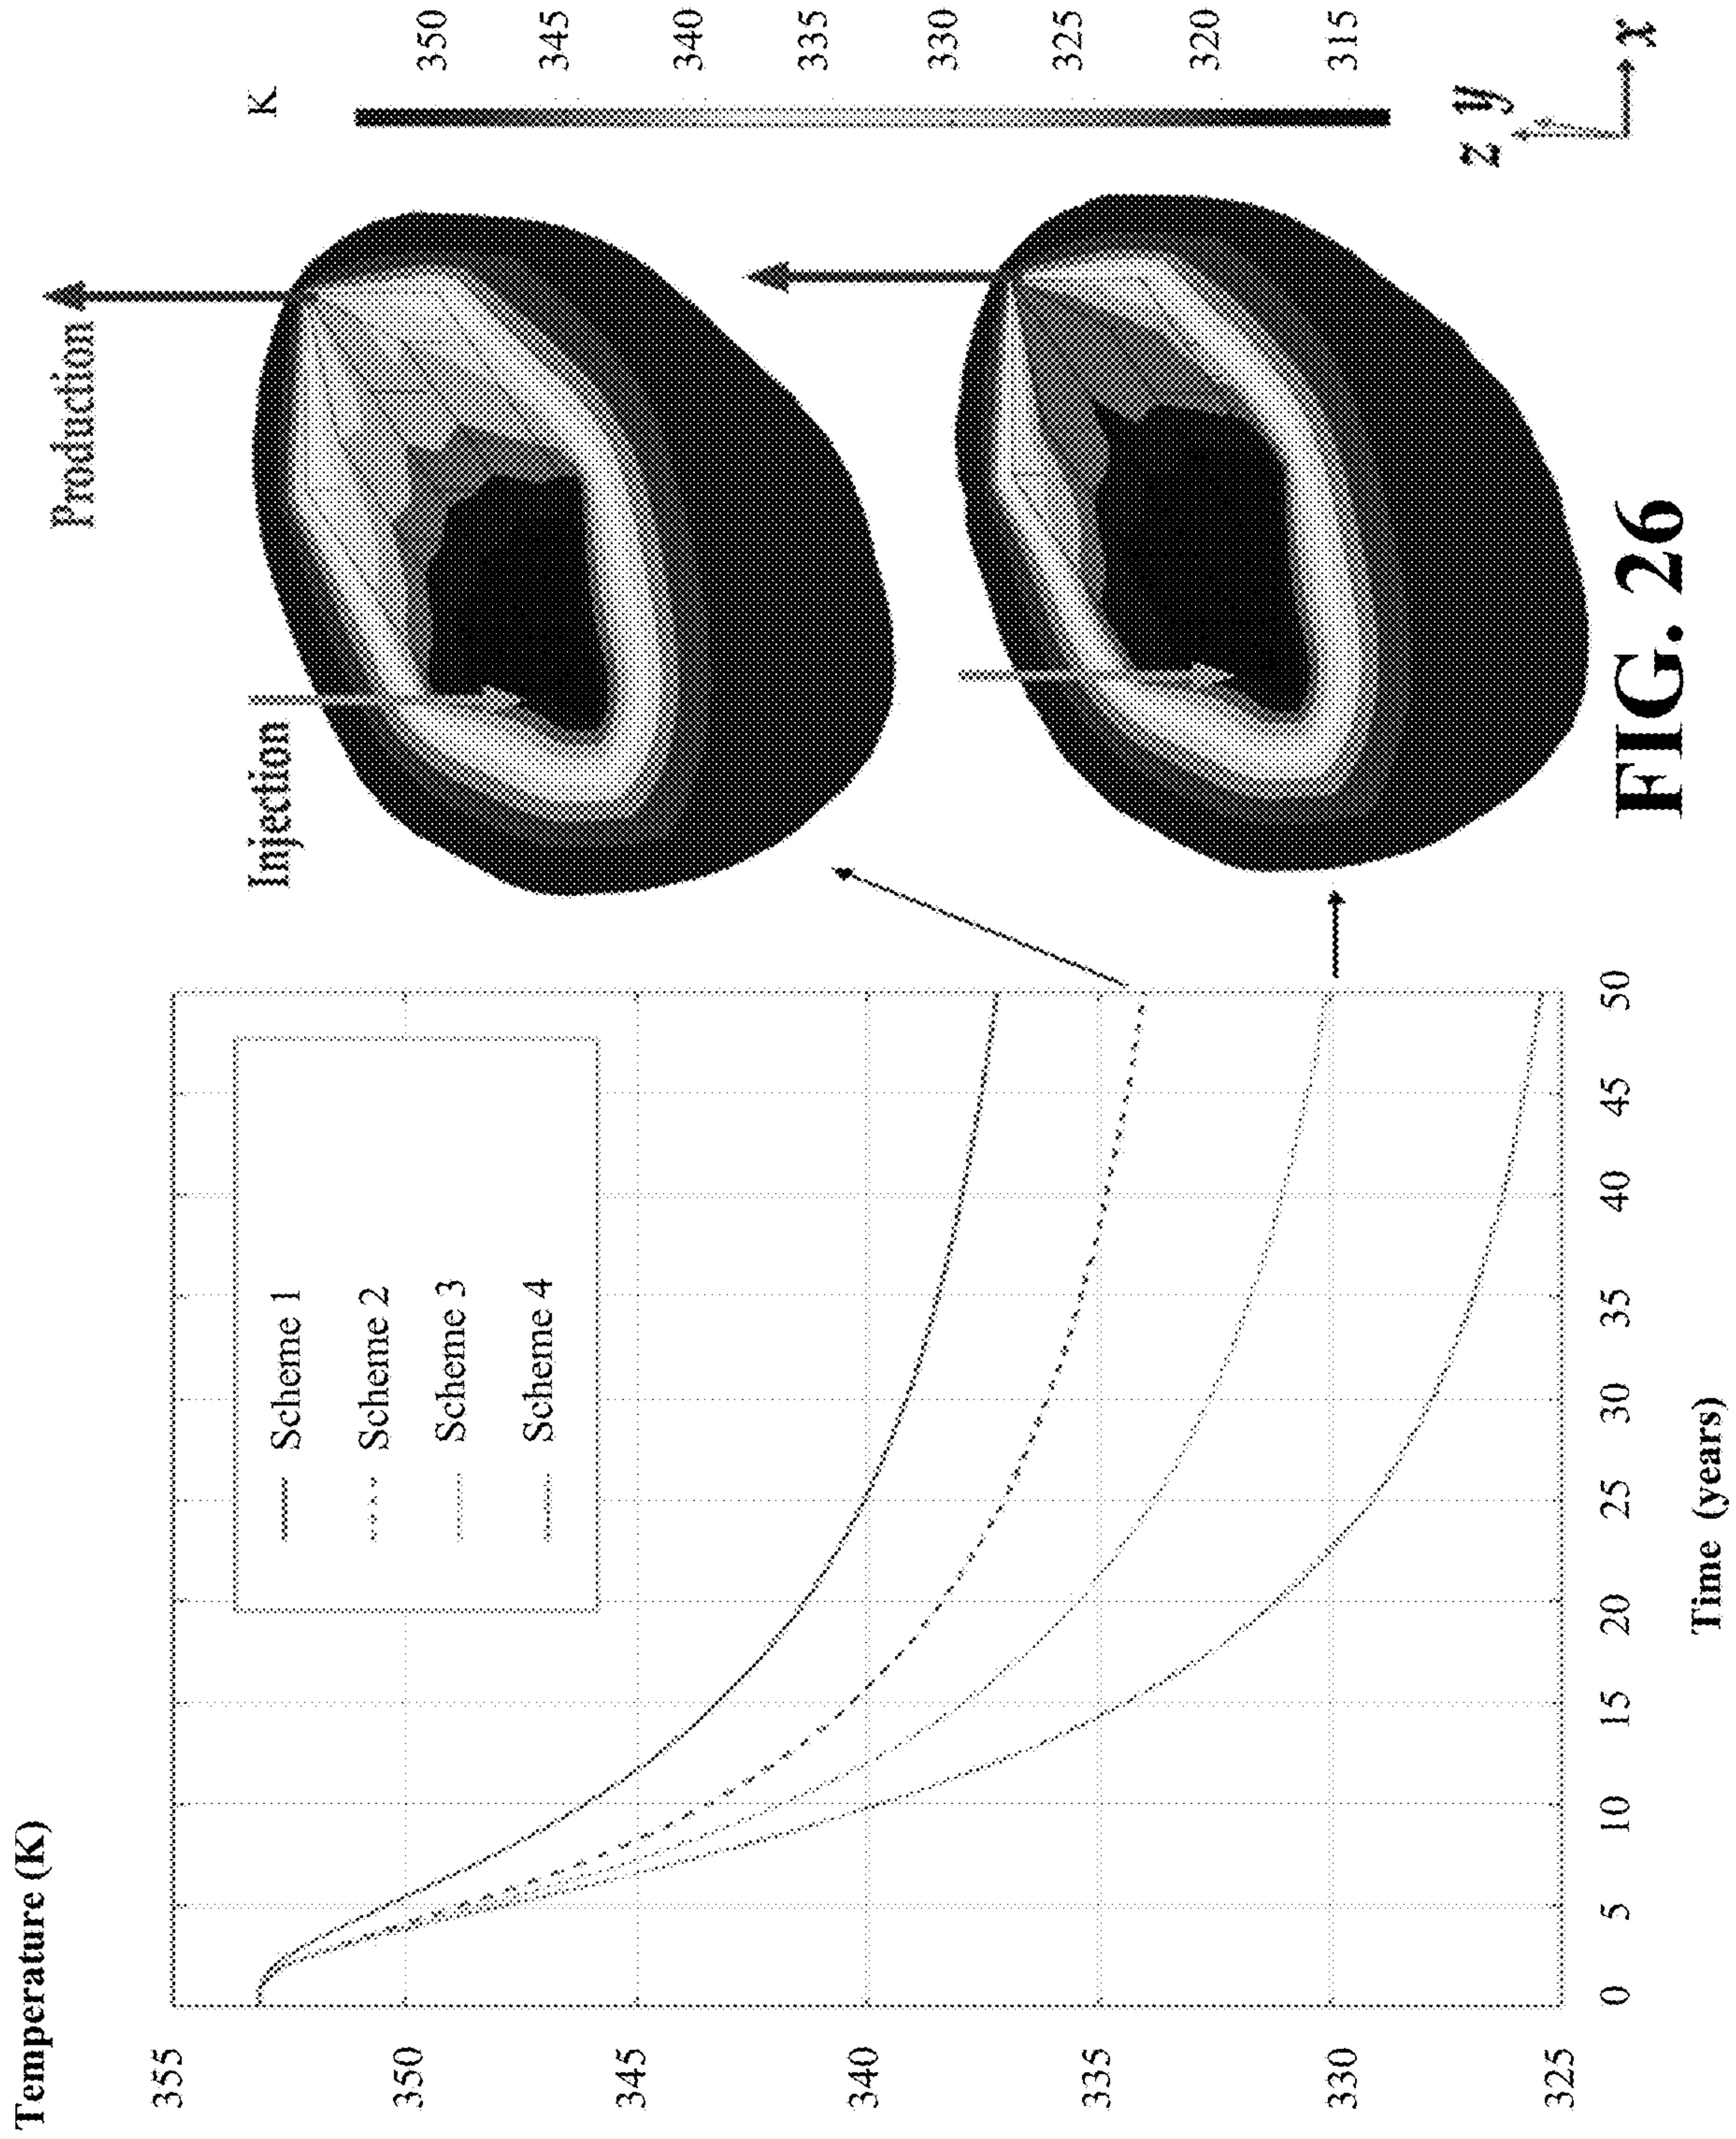 Temperature (K)
355
350
345
340
335
330
325
Scheme 1
Scheme 2
Scheme 3
Scheme 4
0 5 10 15 20 25 30 35 40 45 50
Time (years)
Injection
Production
K
350
345
340
335
330
325
320
315
z y
x
FIG. 26